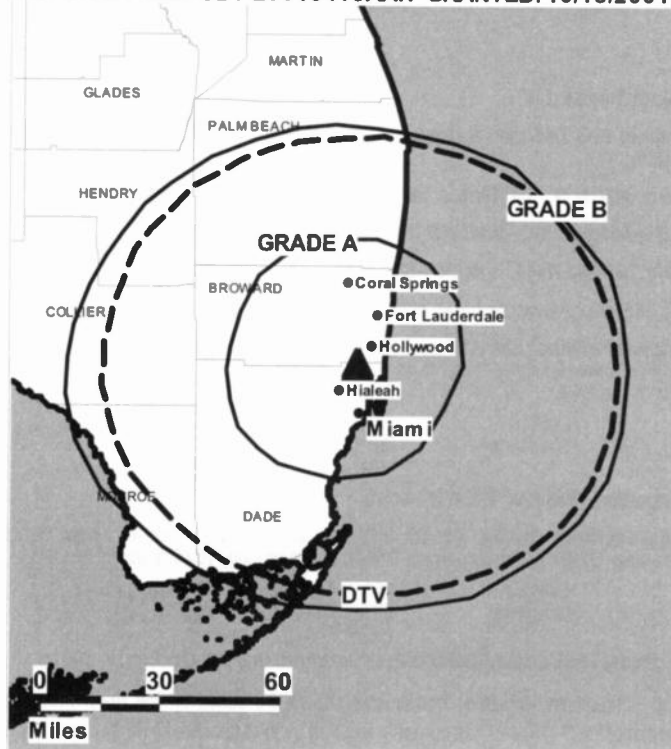 MARTIN
GLADES
PALM BEACH
HENDRY
GRADE B
GRADE A
Coral Springs
BROWARD
COLLIER
Fort Lauderdale
Hollywood
Hialeah
Miami
MONROE
DADE
DTV
0 30 60
Miles